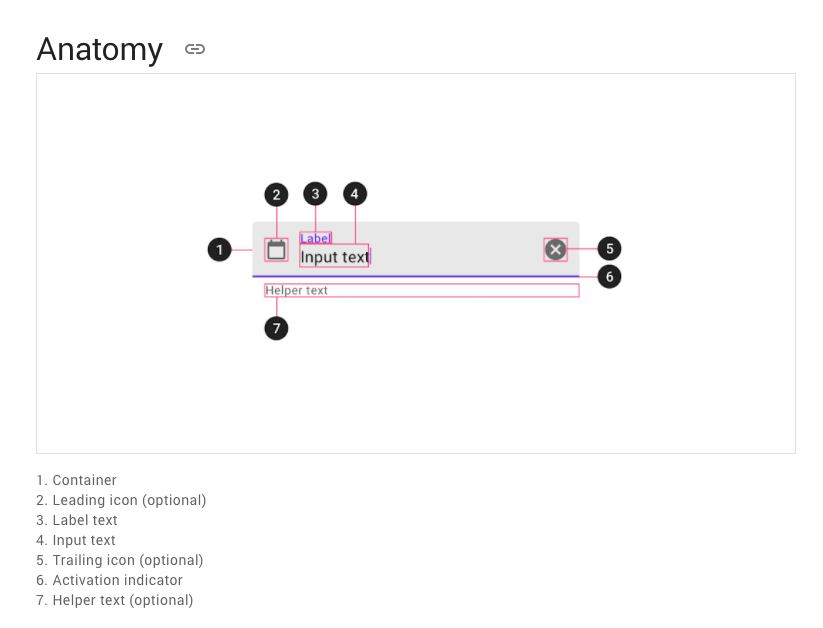 Anatomy
2 3 4
Label
1 5
Input text
6
Helper text
7
1. Container
2. Leading icon (optional)
3. Label text
4. Input text
5. Trailing icon (optional)
6. Activation indicator
7. Helper text (optional)